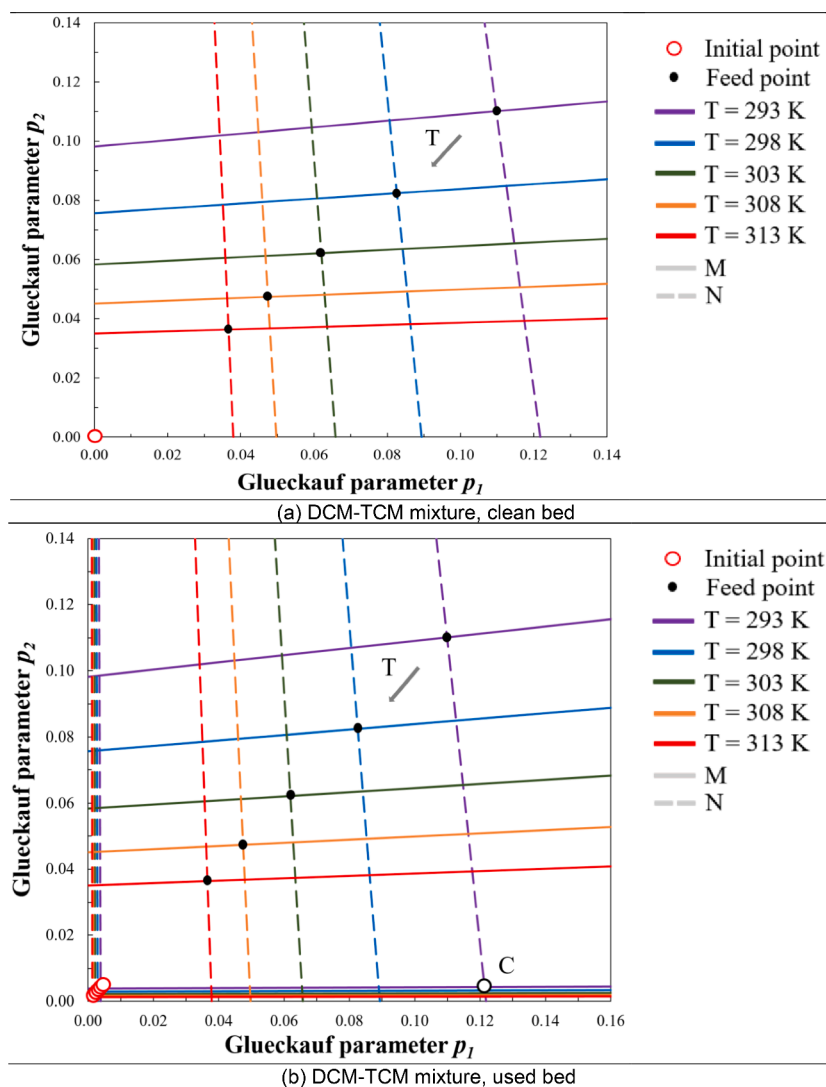 0.14
0.12
0.10
0.08
0.06
0.04
0.02
0.00
Glueckauf parameter p2
T
0.00 0.02 0.04 0.06 0.08 0.10 0.12 0.14
Glueckauf parameter p1
Initial point
Feed point
T = 293 K
T = 298 K
T = 303 K
T = 308 K
T = 313 K
M
N
(a) DCM-TCM mixture, clean bed
0.14
0.12
0.10
0.08
0.06
0.04
0.02
0.00
Glueckauf parameter p2
T
C
0.00 0.02 0.04 0.06 0.08 0.10 0.12 0.14 0.16
Glueckauf parameter p1
Initial point
Feed point
T = 293 K
T = 298 K
T = 303 K
T = 308 K
T = 313 K
M
N
(b) DCM-TCM mixture, used bed